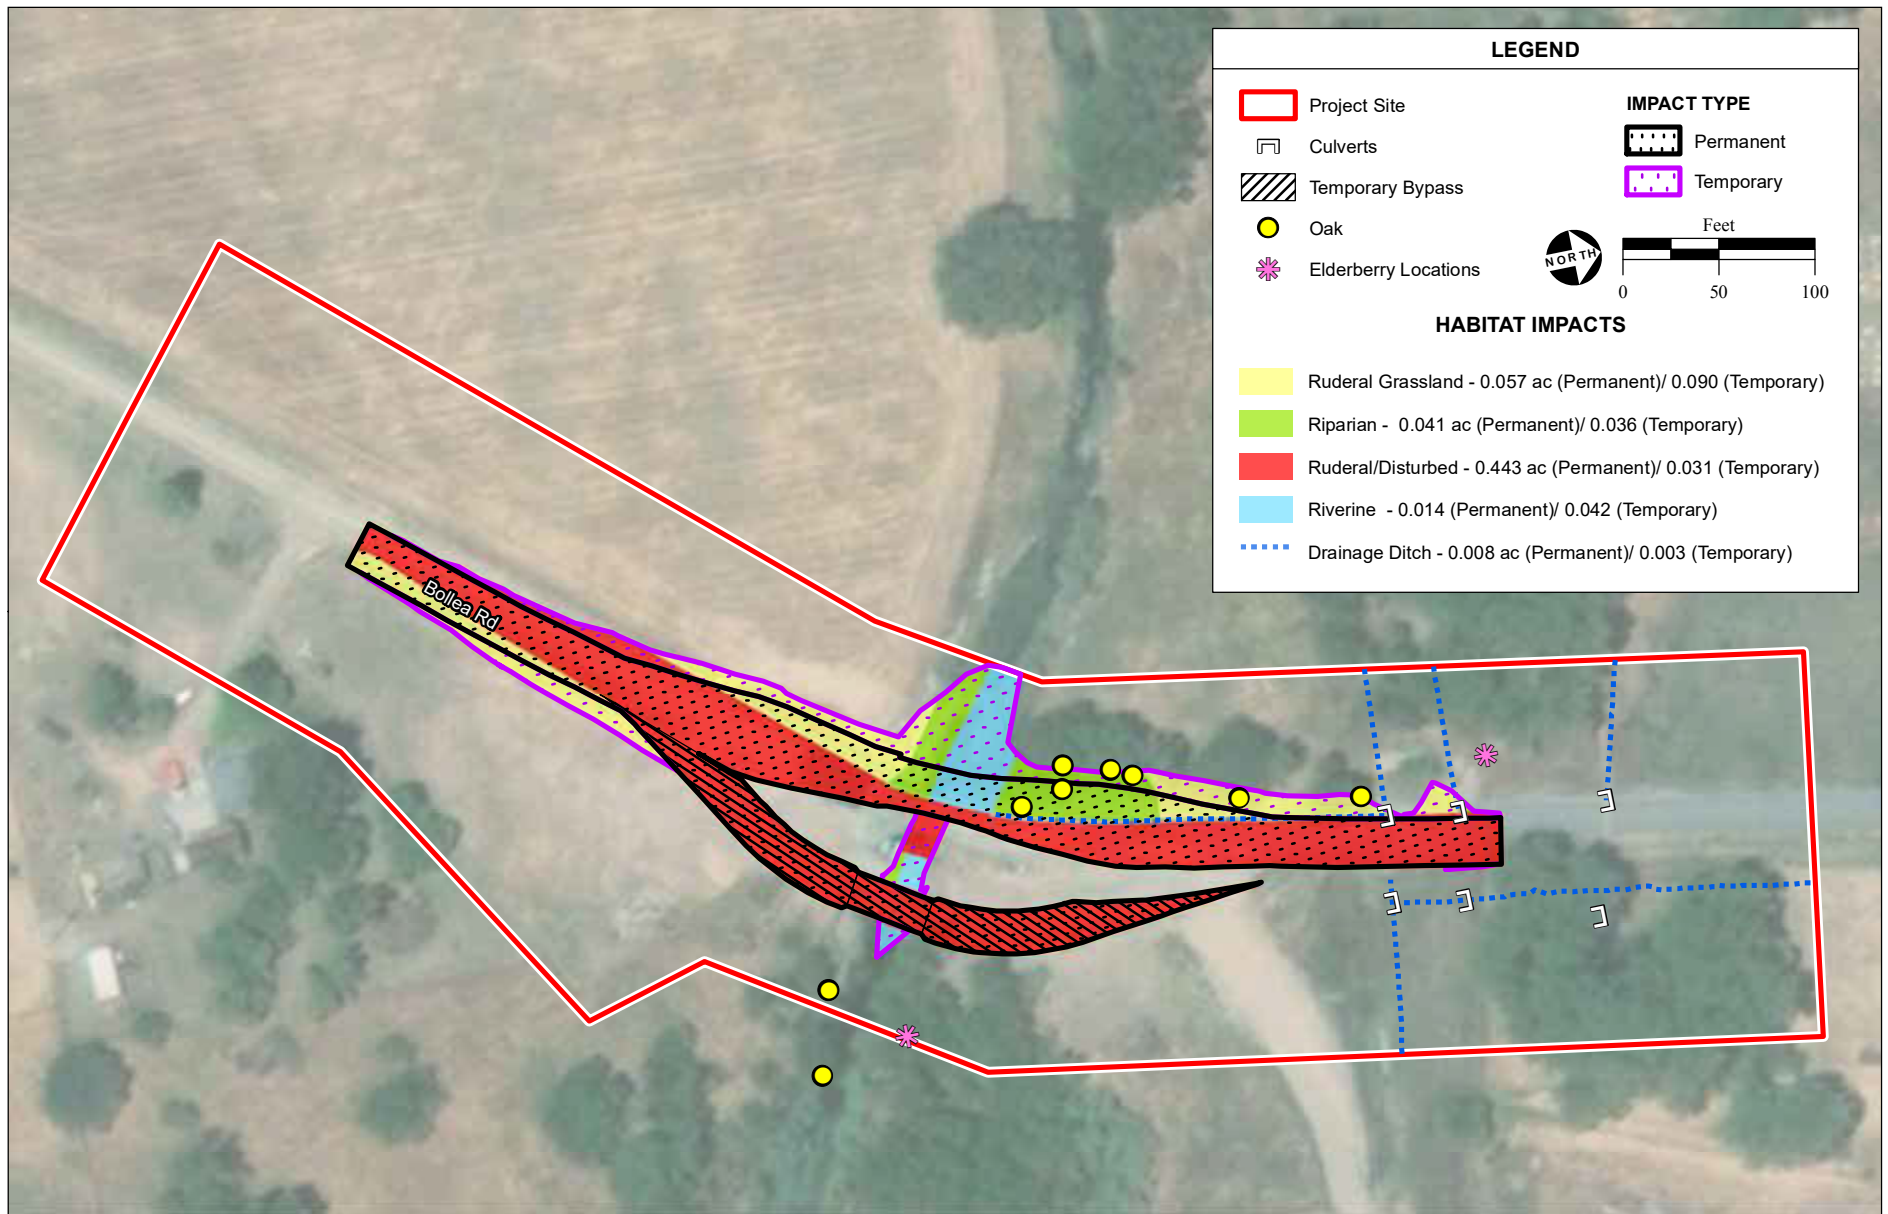 LEGEND
Project Site
Culverts
Temporary Bypass
Oak
Elderberry Locations
IMPACT TYPE
Permanent
Temporary
NORTH
Feet
0 50 100
HABITAT IMPACTS
Ruderal Grassland - 0.057 ac (Permanent)/ 0.090 (Temporary)
Riparian - 0.041 ac (Permanent)/ 0.036 (Temporary)
Ruderal/Disturbed - 0.443 ac (Permanent)/ 0.031 (Temporary)
Riverine - 0.014 (Permanent)/ 0.042 (Temporary)
Drainage Ditch - 0.008 ac (Permanent)/ 0.003 (Temporary)
Bollea Rd